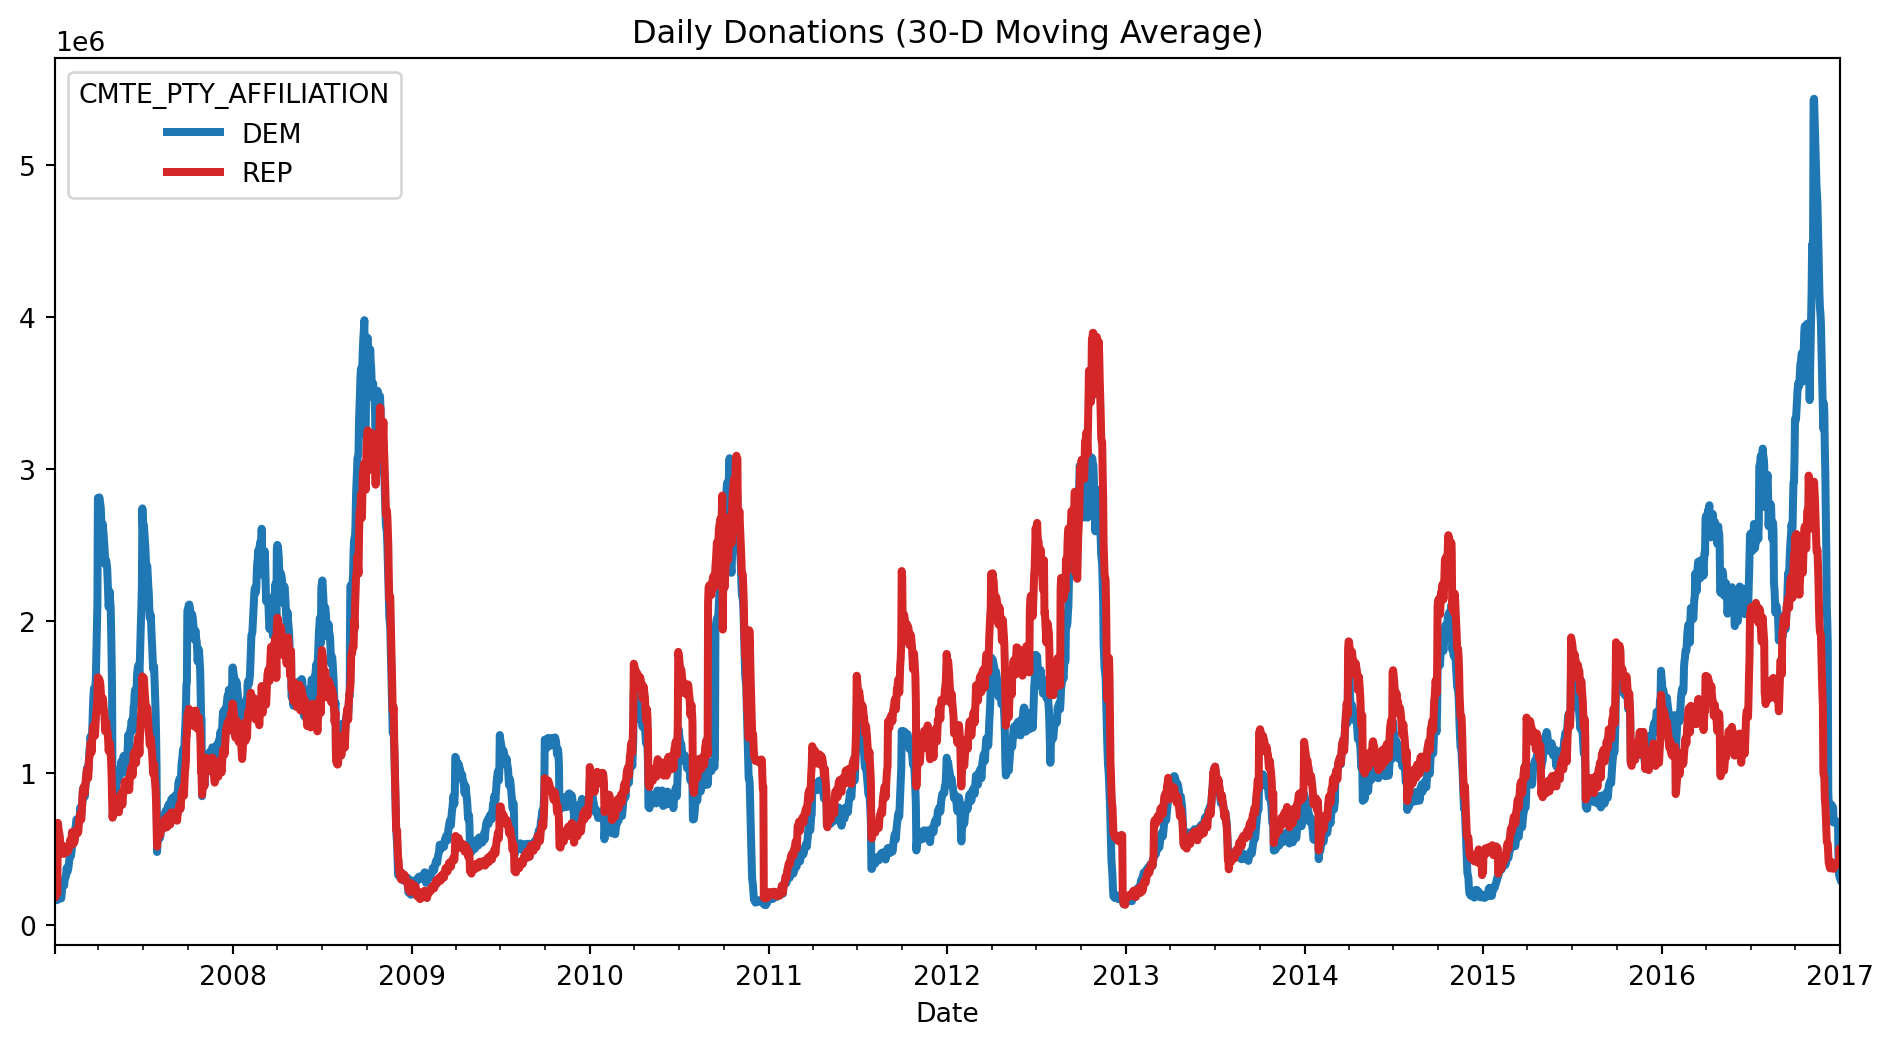 Daily Donations (30-D Moving Average)
1e6
CMTE_PTY_AFFILIATION
DEM
REP
5
4
3
2
1
0
2008 2009 2010 2011 2012 2013 2014 2015 2016 2017
Date